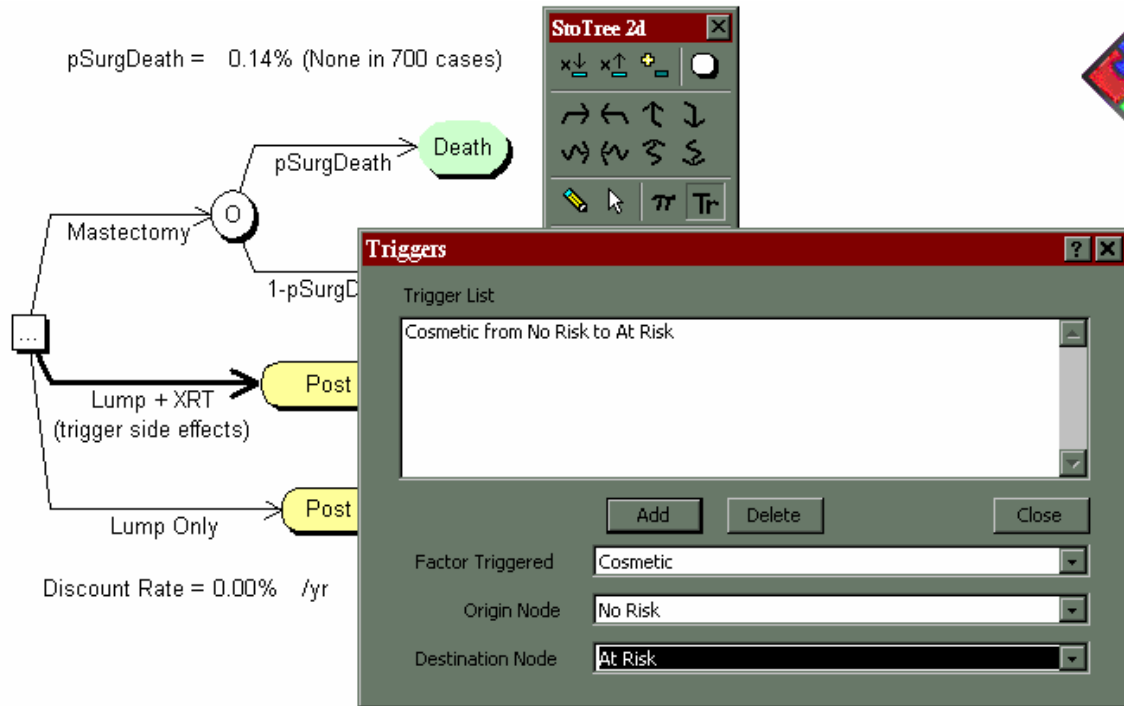 pSurgDeath = 0.14% (None in 700 cases)
StoTree 2d
Death
pSurgDeath
O
Mastectomy
Tr
1-pSurgD
...
Post
Lump + XRT
(trigger side effects)
Post
Lump Only
Discount Rate = 0.00% /yr
Triggers
Trigger List
Cosmetic from No Risk to At Risk
Add Delete Close
Factor Triggered Cosmetic
Origin Node No Risk
Destination Node At Risk